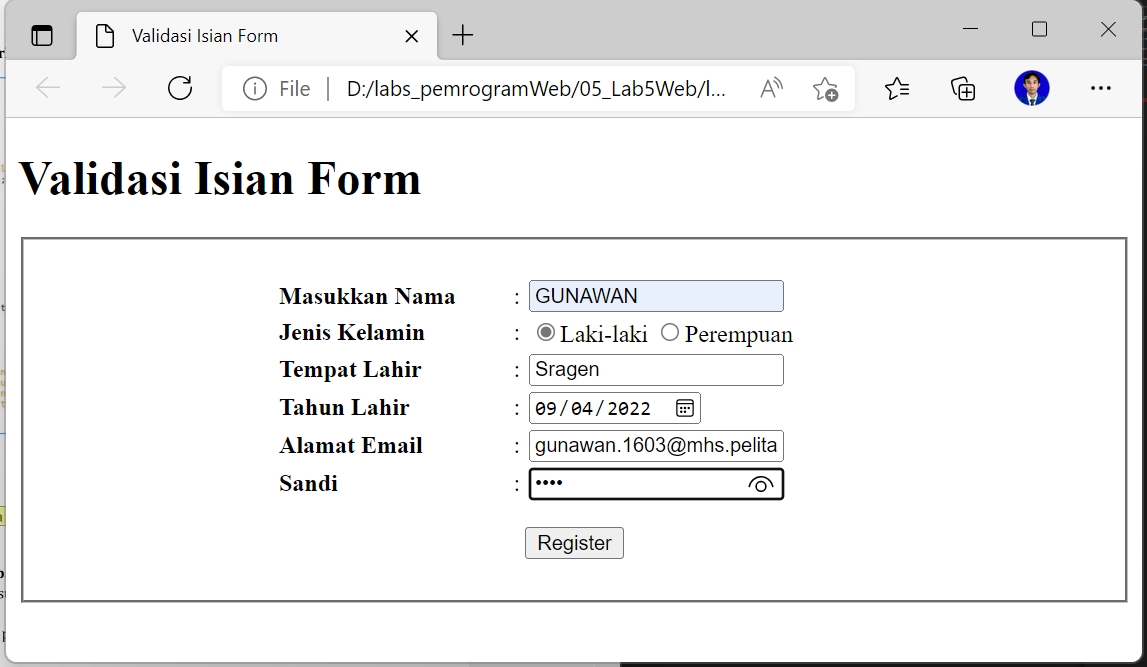 Validasi Isian Form
File | D:/labs_pemrogramWeb/05_Lab5Web/l...
Validasi Isian Form
Masukkan Nama : GUNAWAN
Jenis Kelamin : Laki-laki Perempuan
Tempat Lahir : Sragen
Tahun Lahir : 09/04/2022
Alamat Email : gunawan.1603@mhs.pelita
Sandi : ••••
Register